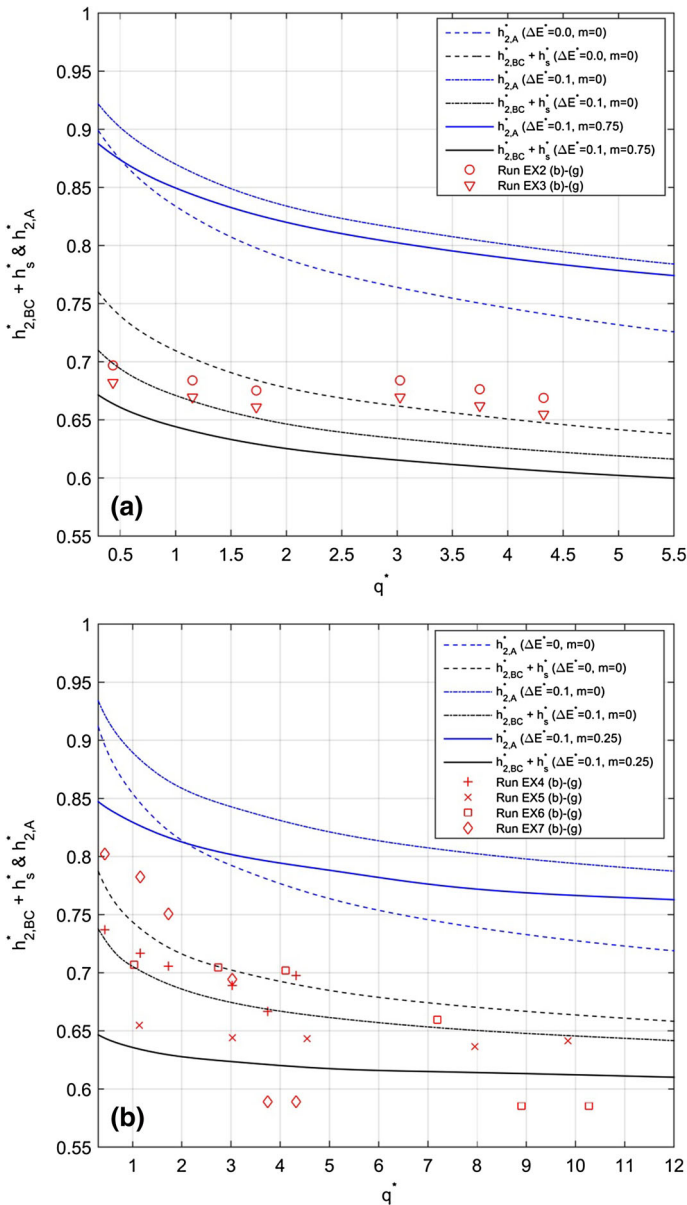 1
0.95
0.9
0.85
0.8
0.75
0.7
0.65
0.6
0.55
h*2,BC + h*s & h*2,A
h*2,A (ΔE*=0.0, m=0)
h*2,BC + h*s (ΔE*=0.0, m=0)
h*2,A (ΔE*=0.1, m=0)
h*2,BC + h*s (ΔE*=0.1, m=0)
h*2,A (ΔE*=0.1, m=0.75)
h*2,BC + h*s (ΔE*=0.1, m=0.75)
Run EX2 (b)-(g)
Run EX3 (b)-(g)
(a)
0.5 1 1.5 2 2.5 3 3.5 4 4.5 5 5.5
q*
1
0.95
0.9
0.85
0.8
0.75
0.7
0.65
0.6
0.55
h*2,BC + h*s & h*2,A
h*2,A (ΔE*=0, m=0)
h*2,BC + h*s (ΔE*=0, m=0)
h*2,A (ΔE*=0.1, m=0)
h*2,BC + h*s (ΔE*=0.1, m=0)
h*2,A (ΔE*=0.1, m=0.25)
h*2,BC + h*s (ΔE*=0.1, m=0.25)
Run EX4 (b)-(g)
Run EX5 (b)-(g)
Run EX6 (b)-(g)
Run EX7 (b)-(g)
(b)
1 2 3 4 5 6 7 8 9 10 11 12
q*